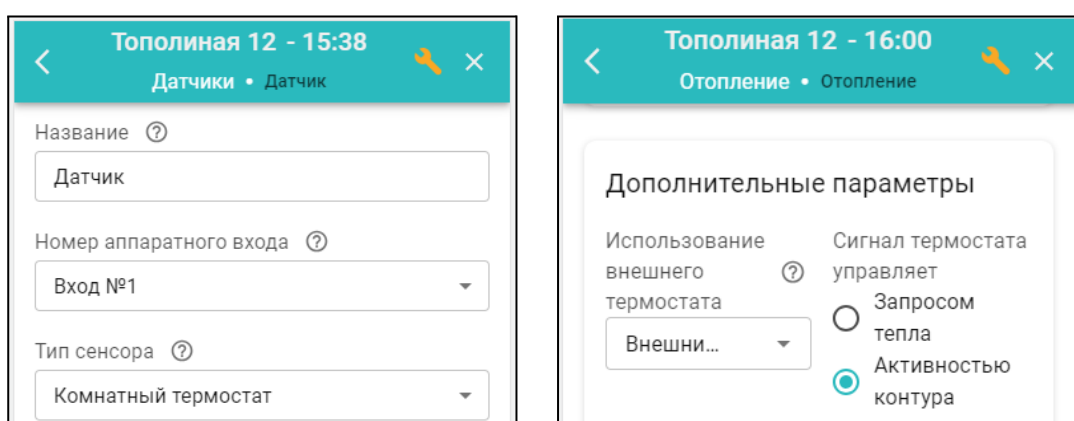 Тополиная 12 - 15:38
Датчики • Датчик
Название
Датчик
Номер аппаратного входа
Вход №1
Тип сенсора
Комнатный термостат
Тополиная 12 - 16:00
Отопление • Отопление
Дополнительные параметры
Использование
внешнего
термостата
Внешни...
Сигнал термостата
управляет
Запросом
тепла
Активностью
контура